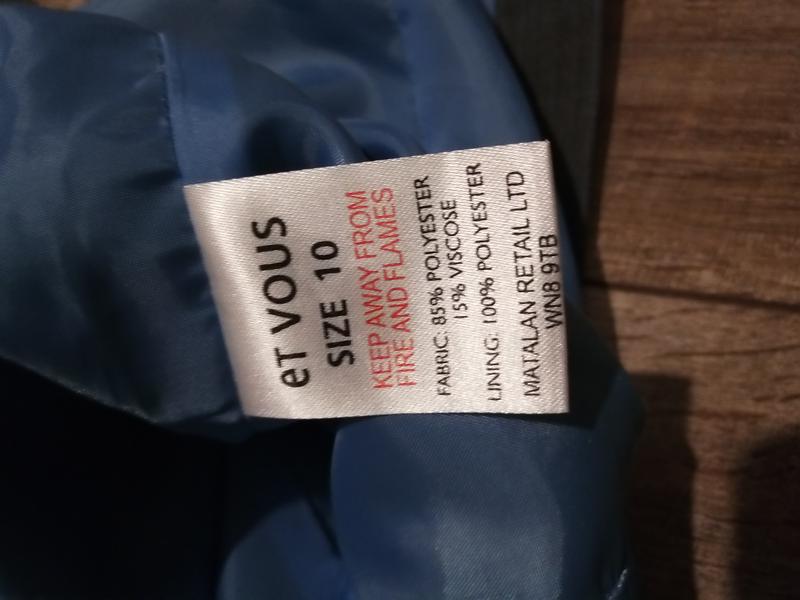 eT VOUS
SIZE 10
KEEP AWAY FROM
FIRE AND FLAMES
FABRIC: 85% POLYESTER
15% VISCOSE
LINING: 100% POLYESTER
MATALAN RETAIL LTD
WN8 9TB